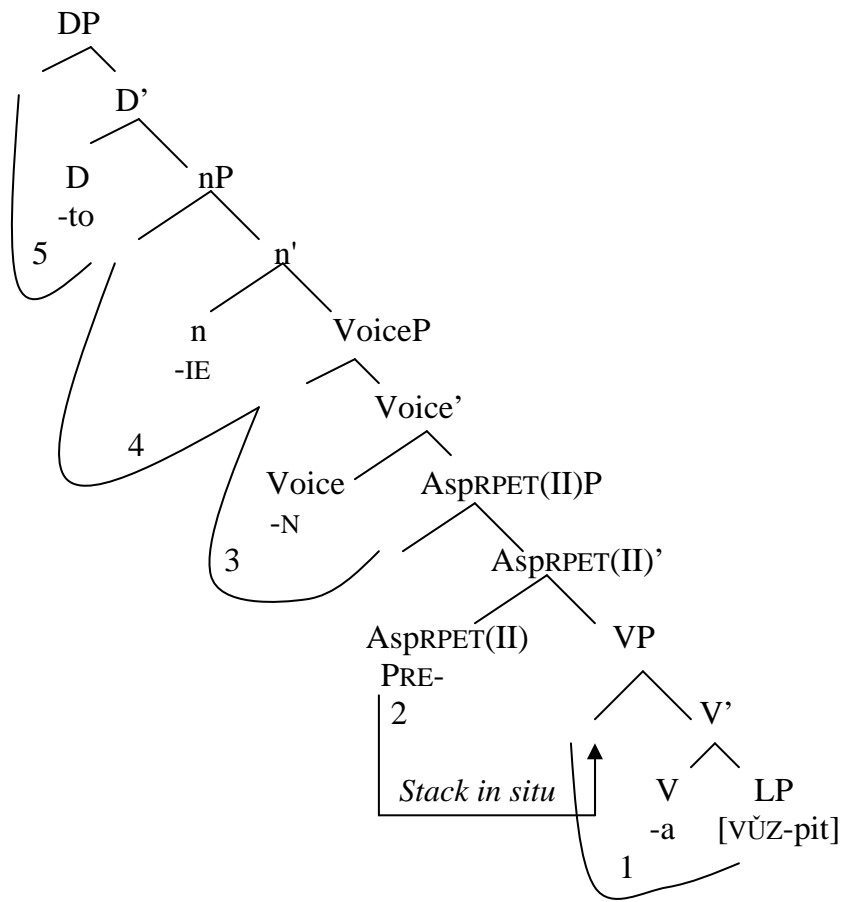 DP
D’
D nP
-to
5 n'
n VoiceP
-IE
Voice’
4
Voice AspRPET(II)P
-N
3 AspRPET(II)’
AspRPET(II) VP
PRE-
2 V’
Stack in situ V LP
-a [VǓZ-pit]
1